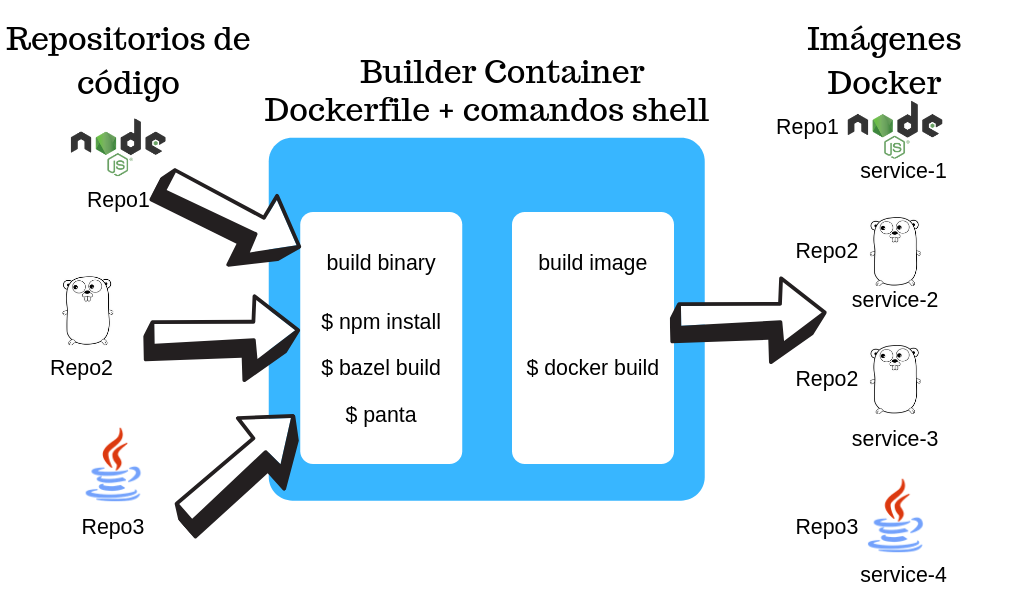 Repositorios de
código
node
JS
Repo1
Repo2
Repo3
Builder Container
Dockerfile + comandos shell
build binary
$ npm install
$ bazel build
$ panta
build image
$ docker build
Imágenes
Docker
Repo1
node
JS
service-1
Repo2
service-2
Repo2
service-3
Repo3
service-4